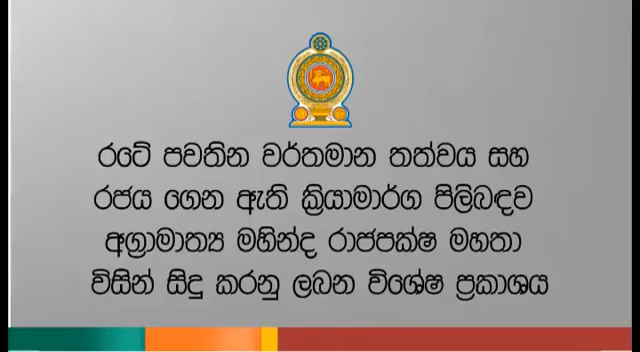 රටේ පවතින වර්තමාන තත්වය සහ
රජය ගෙන ඇති ක්‍රියාමාර්ග පිලිබඳව
අග්‍රාමාත්‍ය මහින්ද රාජපක්ෂ මහතා
විසින් සිදු කරනු ලබන විශේෂ ප්‍රකාශය